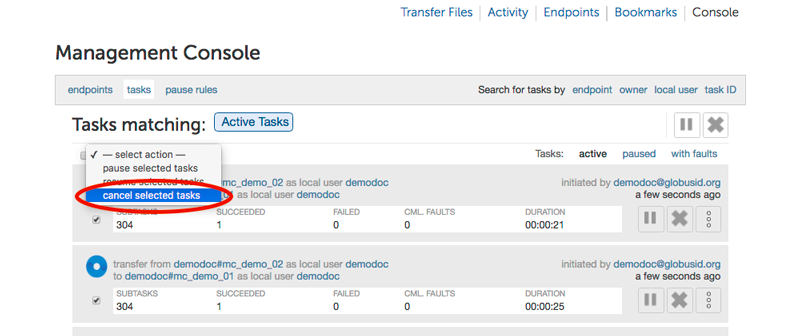 Transfer Files Activity Endpoints Bookmarks Console
Management Console
endpoints tasks pause rules Search for tasks by endpoint owner local user task ID
Tasks matching: Active Tasks
✓ — select action — Tasks: active paused with faults
pause selected tasks
resume selected tasks #mc_demo_02 as local user demodoc initiated by demodoc@globusid.org
cancel selected tasks as local user demodoc a few seconds ago
SUBTASKS SUCCEEDED FAILED CML. FAULTS DURATION
304 1 0 0 00:00:21
transfer from demodoc#mc_demo_02 as local user demodoc initiated by demodoc@globusid.org
to demodoc#mc_demo_01 as local user demodoc a few seconds ago
SUBTASKS SUCCEEDED FAILED CML. FAULTS DURATION
304 1 0 0 00:00:25